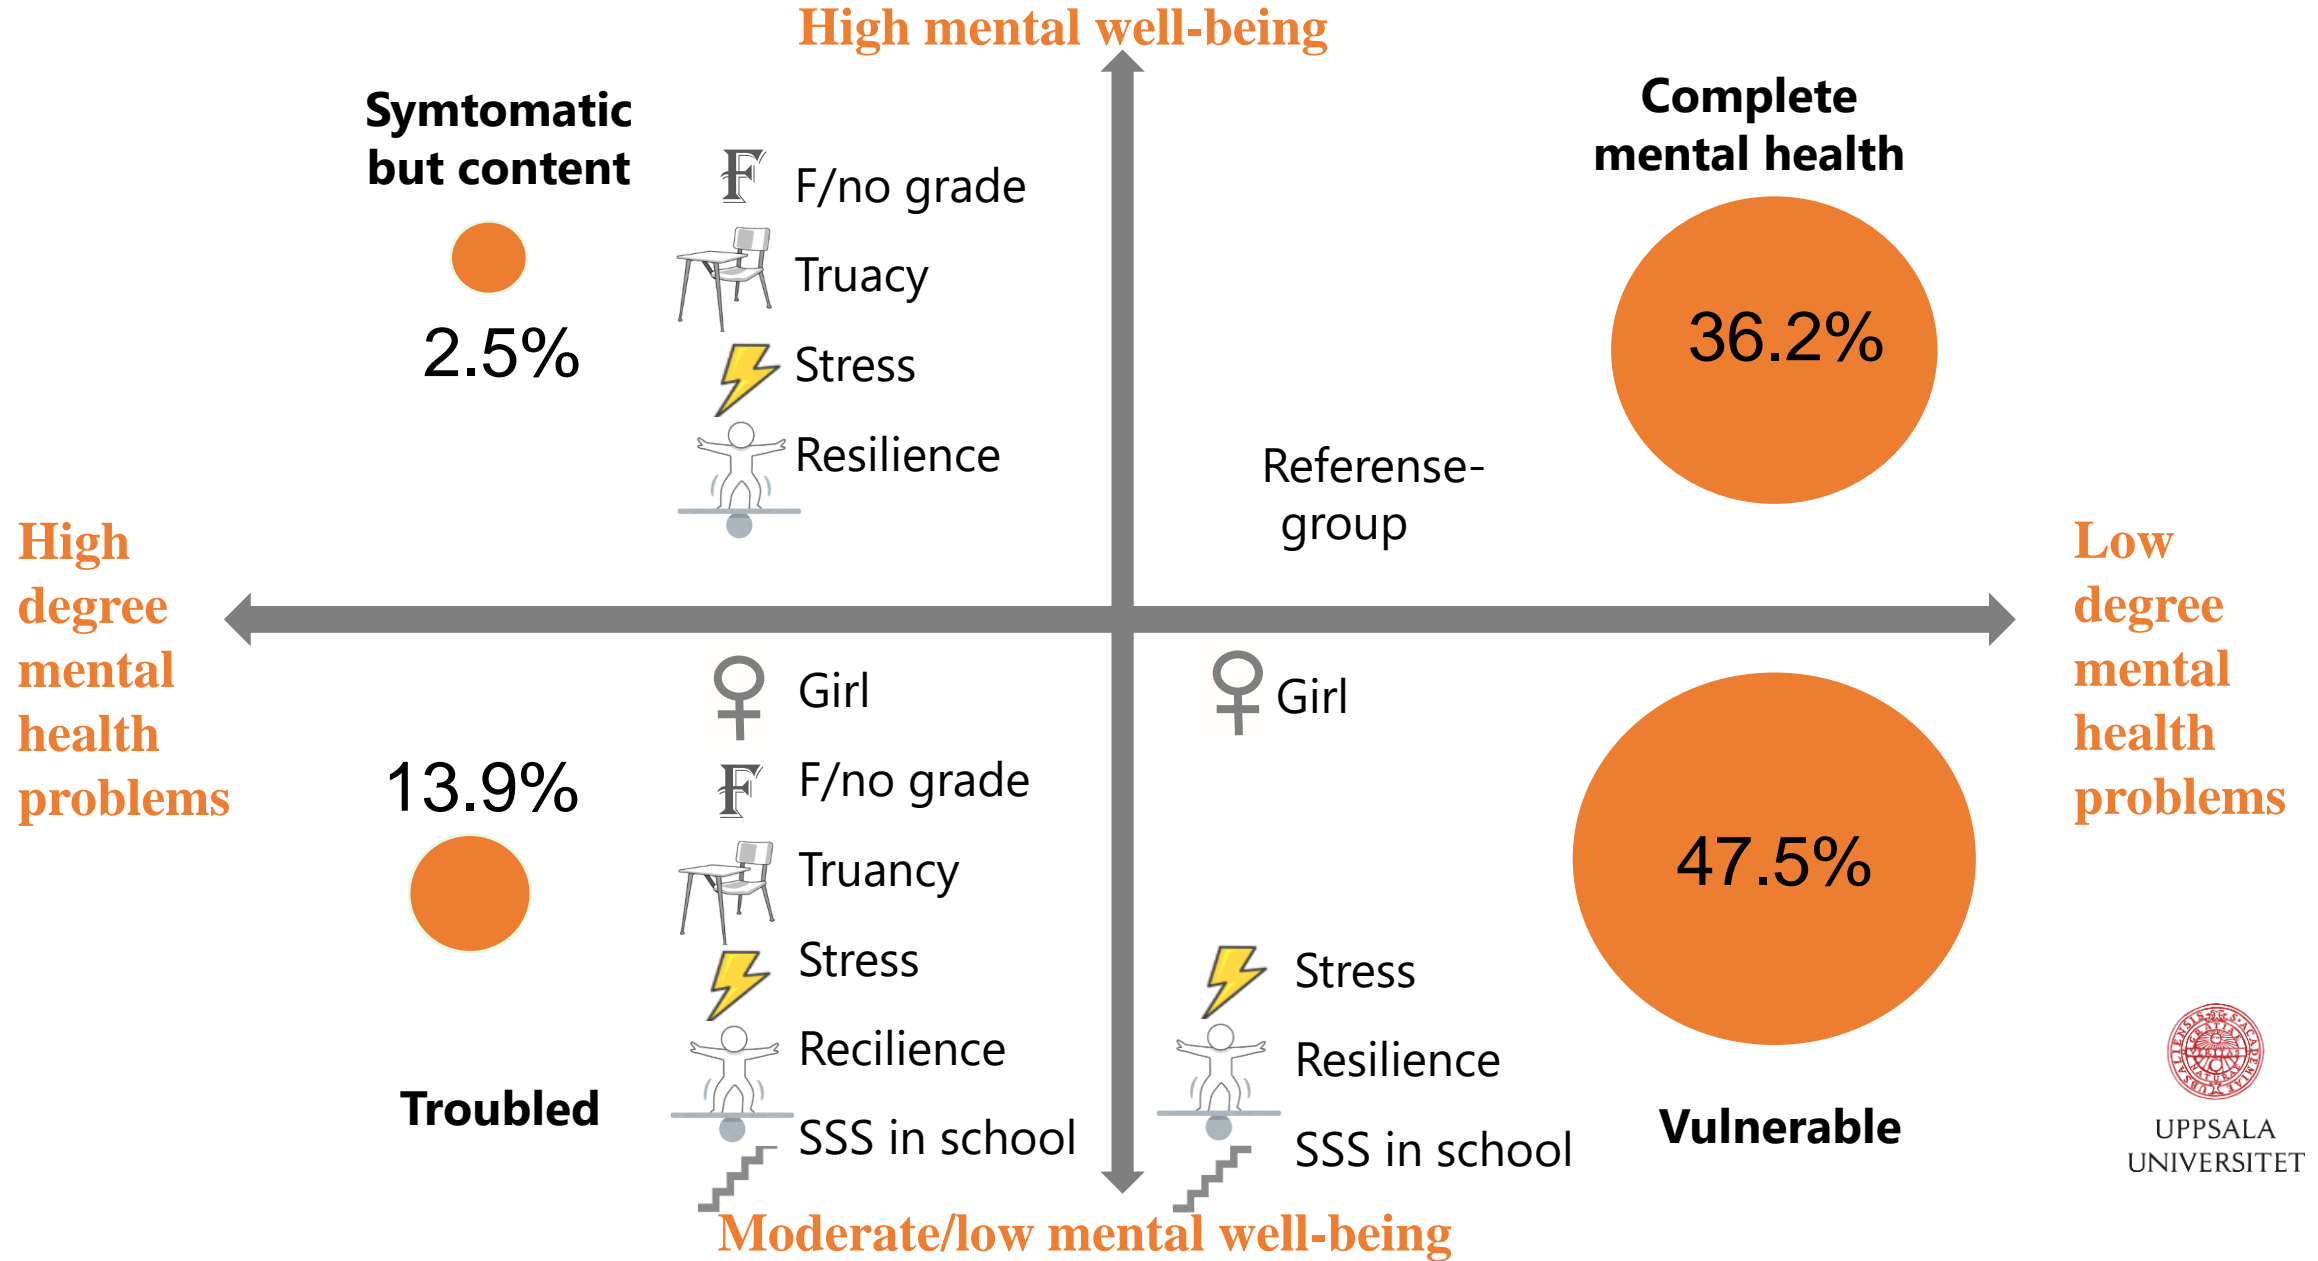 High mental well-being
Symtomatic
but content
2.5%
F
F/no grade
Truacy
Stress
Resilience
Complete
mental health
36.2%
Referense-
group
High
degree
mental
health
problems
Low
degree
mental
health
problems
13.9%
Troubled
Girl
F
F/no grade
Truancy
Stress
Recilience
SSS in school
Girl
Stress
Resilience
SSS in school
47.5%
Vulnerable
Moderate/low mental well-being
UPPSALA
UNIVERSITET